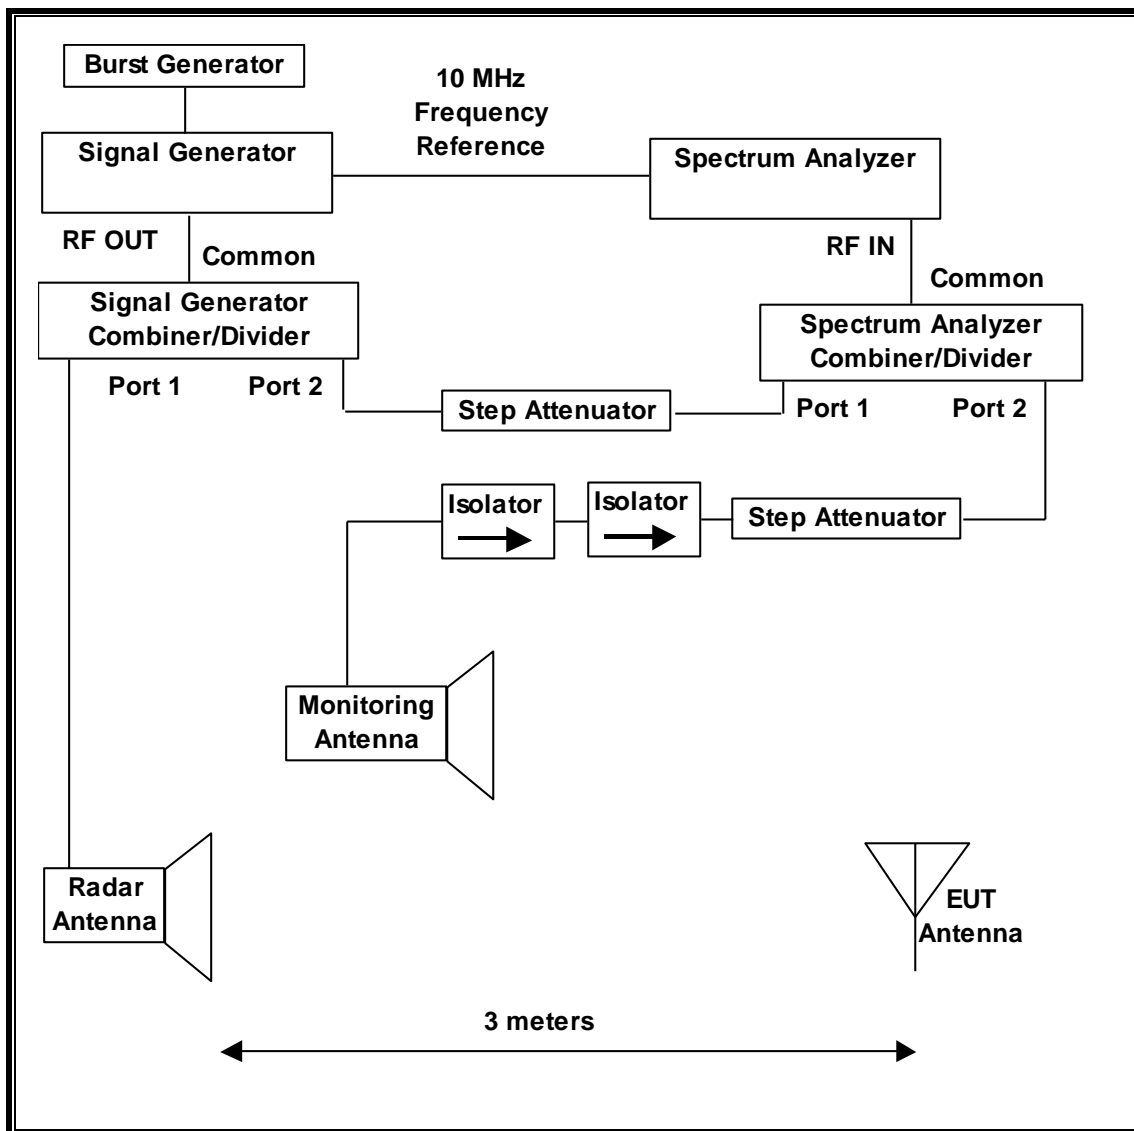 Burst Generator
10 MHz
Frequency
Reference
Signal Generator
Spectrum Analyzer
RF OUT
Common
RF IN
Common
Signal Generator
Combiner/Divider
Spectrum Analyzer
Combiner/Divider
Port 1
Port 2
Step Attenuator
Port 1
Port 2
Isolator
Isolator
Step Attenuator
Monitoring
Antenna
Radar
Antenna
EUT
Antenna
3 meters